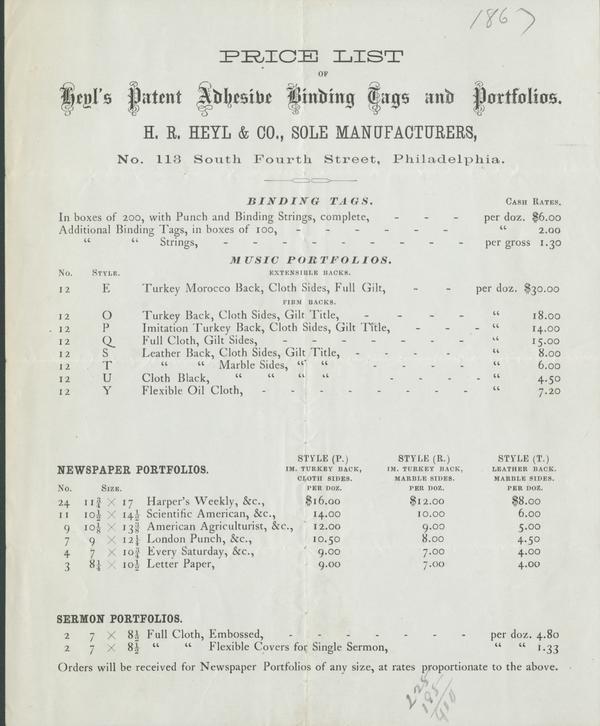 1867
PRICE LIST
OF
Heyl's Patent Adhesive Binding Tags and Portfolios.
H. R. HEYL & CO., SOLE MANUFACTURERS,
No. 113 South Fourth Street, Philadelphia.
BINDING TAGS. CASH RATES.
In boxes of 200, with Punch and Binding Strings, complete, - - - per doz. $6.00
Additional Binding Tags, in boxes of 100, - - - - - - “ 2.00
“ “ Strings, - - - - - - - - - per gross 1.30
MUSIC PORTFOLIOS.
No. STYLE. EXTENSIBLE BACKS.
12 E Turkey Morocco Back, Cloth Sides, Full Gilt, - - per doz. $30.00
FIRM BACKS.
12 O Turkey Back, Cloth Sides, Gilt Title, - - - - “ 18.00
12 P Imitation Turkey Back, Cloth Sides, Gilt Title - - - “ 14.00
12 Q Full Cloth, Gilt Sides, - - - - - - - “ 15.00
12 S Leather Back, Cloth Sides, Gilt Title, - - - - “ 8.00
12 T “ “ Marble Sides, “ “ - - - - “ 6.00
12 U Cloth Black, “ “ “ “ - - - - “ 4.50
12 Y Flexible Oil Cloth, - - - - - - - “ 7.20
STYLE (P.) STYLE (R.) STYLE (T.)
NEWSPAPER PORTFOLIOS. IM. TURKEY BACK, IM. TURKEY BACK, LEATHER BACK.
CLOTH SIDES. MARBLE SIDES. MARBLE SIDES.
No. SIZE. PER DOZ. PER DOZ. PER DOZ.
24 11¾ × 17 Harper's Weekly, &c., $16.00 $12.00 $8.00
11 10½ × 14½ Scientific American, &c., 14.00 10.00 6.00
9 10⅛ × 13⅜ American Agriculturist, &c., 12.00 9.00 5.00
7 9 × 12¼ London Punch, &c., 10.50 8.00 4.50
4 7 × 10¾ Every Saturday, &c., 9.00 7.00 4.00
3 8¼ × 10½ Letter Paper, 9.00 7.00 4.00
SERMON PORTFOLIOS.
2 7 × 8½ Full Cloth, Embossed, - - - - - - - per doz. 4.80
2 7 × 8½ “ “ Flexible Covers for Single Sermon, “ “ 1.33
Orders will be received for Newspaper Portfolios of any size, at rates proportionate to the above.
225
185
410